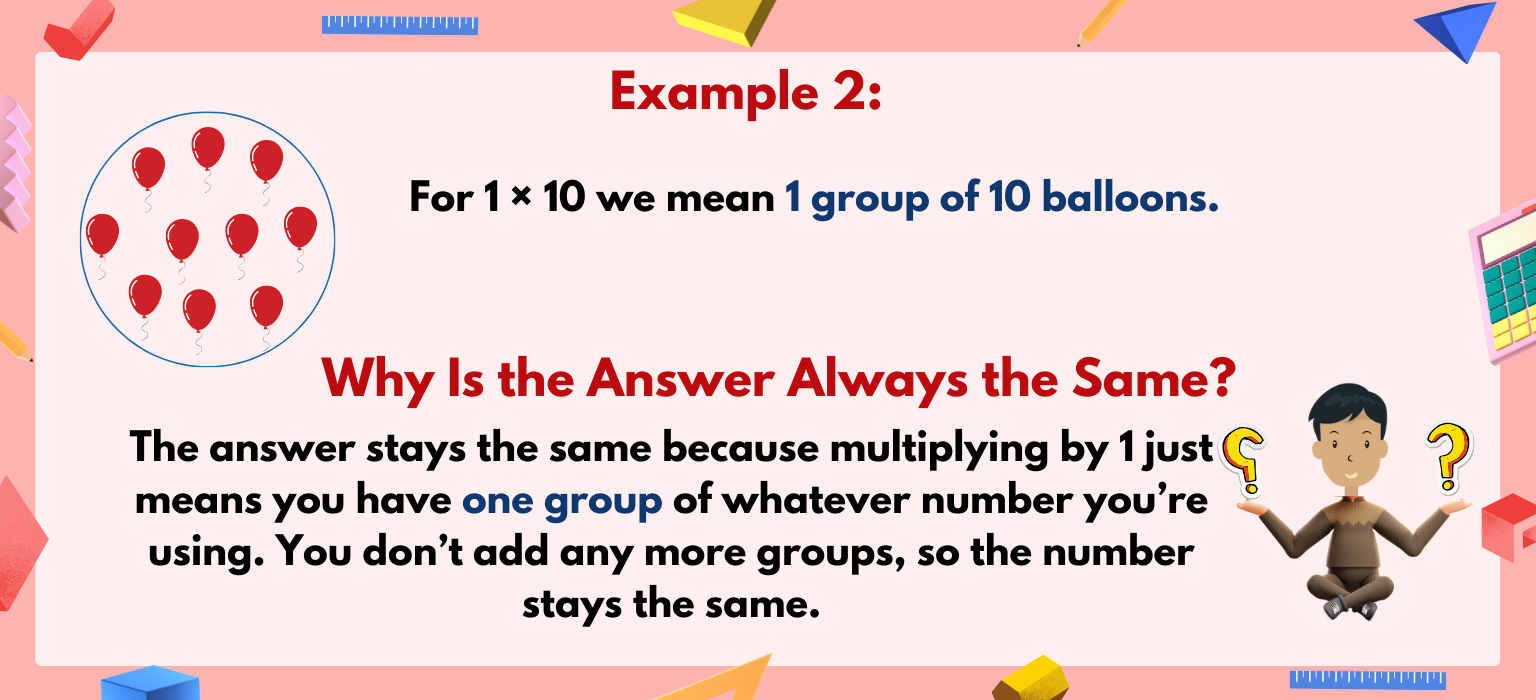 Example 2:
For 1 × 10 we mean 1 group of 10 balloons.
Why Is the Answer Always the Same?
The answer stays the same because multiplying by 1 just
means you have one group of whatever number you’re
using. You don’t add any more groups, so the number
stays the same.
? ?